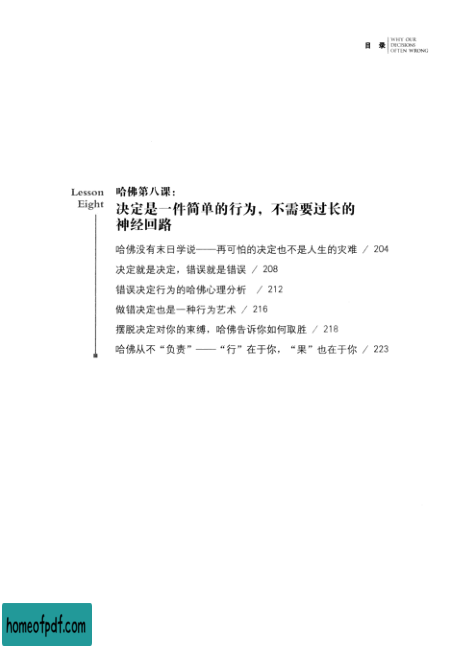 目 录
WHY OUR
DECISIONS
OFTEN WRONG
Lesson
Eight
哈佛第八课：
决定是一件简单的行为，不需要过长的
神经回路
哈佛没有末日学说——再可怕的决定也不是人生的灾难 / 204
决定就是决定，错误就是错误 / 208
错误决定行为的哈佛心理分析 / 212
做错决定也是一种行为艺术 / 216
摆脱决定对你的束缚，哈佛告诉你如何取胜 / 218
哈佛从不“负责”——“行”在于你，“果”也在于你 / 223
homeofpdf.com